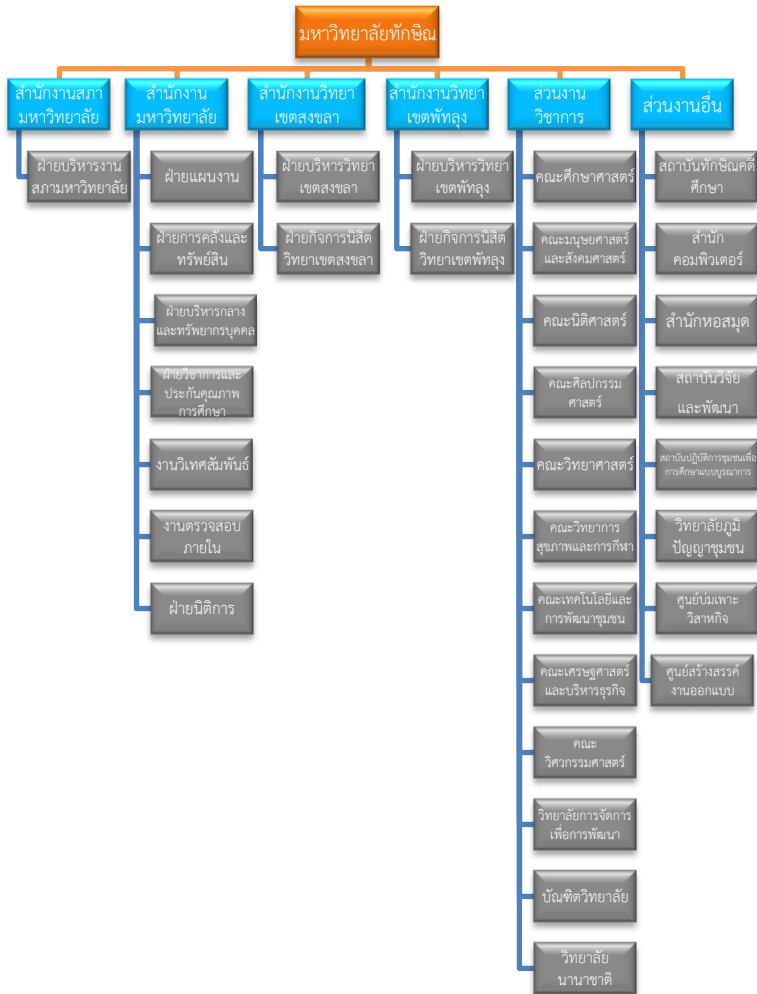 มหาวิทยาลัยทักษิณ
สำนักงานสภา
มหาวิทยาลัย
ฝ่ายบริหารงาน
สภามหาวิทยาลัย
สำนักงาน
มหาวิทยาลัย
ฝ่ายแผนงาน
ฝ่ายการคลังและ
ทรัพย์สิน
ฝ่ายบริหารกลาง
และทรัพยากรบุคคล
ฝ่ายวิชาการและ
ประกันคุณภาพ
การศึกษา
งานวิเทศสัมพันธ์
งานตรวจสอบ
ภายใน
ฝ่ายนิติการ
สำนักงานวิทยา
เขตสงขลา
ฝ่ายบริหารวิทยา
เขตสงขลา
ฝ่ายกิจการนิสิต
วิทยาเขตสงขลา
สำนักงานวิทยา
เขตพัทลุง
ฝ่ายบริหารวิทยา
เขตพัทลุง
ฝ่ายกิจการนิสิต
วิทยาเขตพัทลุง
ส่วนงาน
วิชาการ
คณะศึกษาศาสตร์
คณะมนุษยศาสตร์
และสังคมศาสตร์
คณะนิติศาสตร์
คณะศิลปกรรม
ศาสตร์
คณะวิทยาศาสตร์
คณะวิทยาการ
สุขภาพและการกีฬา
คณะเทคโนโลยีและ
การพัฒนาชุมชน
คณะเศรษฐศาสตร์
และบริหารธุรกิจ
คณะ
วิศวกรรมศาสตร์
วิทยาลัยการจัดการ
เพื่อการพัฒนา
บัณฑิตวิทยาลัย
วิทยาลัย
นานาชาติ
ส่วนงานอื่น
สถาบันทักษิณคดี
ศึกษา
สำนัก
คอมพิวเตอร์
สำนักหอสมุด
สถาบันวิจัย
และพัฒนา
สถาบันปฏิบัติการชุมชนเพื่อ
การศึกษาแบบบูรณาการ
วิทยาลัยภูมิ
ปัญญาชุมชน
ศูนย์บ่มเพาะ
วิสาหกิจ
ศูนย์สร้างสรรค์
งานออกแบบ